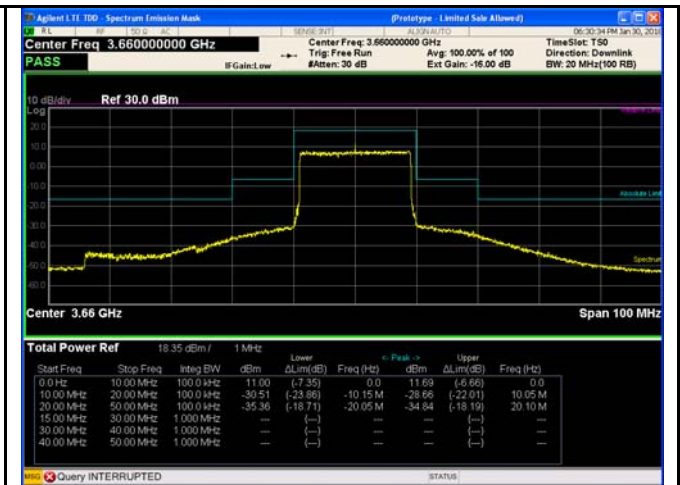 Agilent LTE TDD - Spectrum Emission Mask (Prototype - Limited Sale Allowed)
RL RF 50 Ω AC SENSE:INT ALIGN AUTO 06:30:34 PM Jan 30, 2018
Center Freq 3.660000000 GHz Center Freq: 3.660000000 GHz TimeSlot: TS0
Trig: Free Run Avg: 100.00% of 100 Direction: Downlink
PASS IFGain:Low #Atten: 30 dB Ext Gain: -16.00 dB BW: 20 MHz(100 RB)
10 dB/div Ref 30.0 dBm
Log
20.0
10.0
0.00
-10.0
Absolute Limit
-20.0
-30.0
-40.0
-50.0
Spectrum
-60.0
Center 3.66 GHz Span 100 MHz
Total Power Ref 18.35 dBm / 1 MHz
Lower <- Peak -> Upper
Start Freq Stop Freq Integ BW dBm ΔLim(dB) Freq (Hz) dBm ΔLim(dB) Freq (Hz)
0.0 Hz 10.00 MHz 100.0 kHz 11.00 (-7.35) 0.0 11.69 (-6.66) 0.0
10.00 MHz 20.00 MHz 100.0 kHz -30.51 (-23.86) -10.15 M -28.66 (-22.01) 10.05 M
20.00 MHz 50.00 MHz 100.0 kHz -35.36 (-18.71) -20.05 M -34.84 (-18.19) 20.10 M
15.00 MHz 30.00 MHz 1.000 MHz --- (---) --- (---)
30.00 MHz 40.00 MHz 1.000 MHz --- (---) --- (---)
40.00 MHz 50.00 MHz 1.000 MHz --- (---) --- (---)
MSG Query INTERRUPTED STATUS